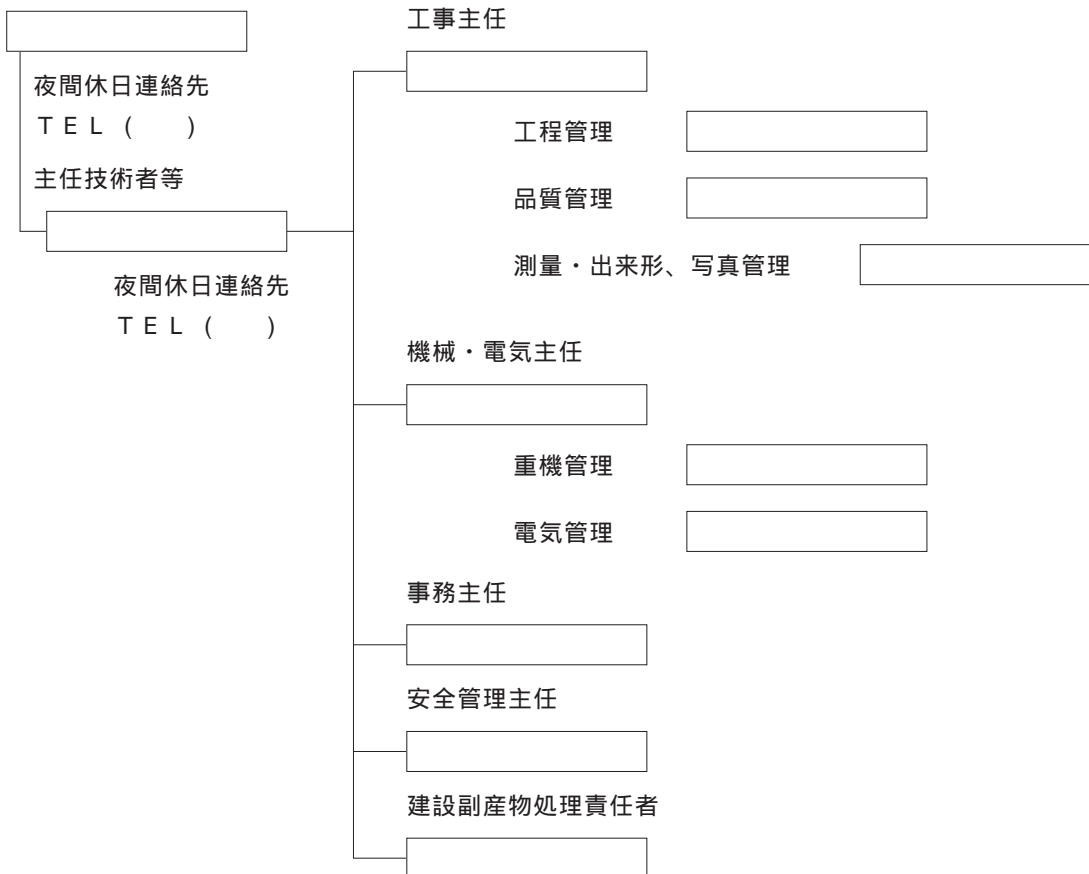 工事主任
夜間休日連絡先
ＴＥＬ（　　）
主任技術者等
工程管理
品質管理
測量・出来形、写真管理
夜間休日連絡先
ＴＥＬ（　　）
機械・電気主任
重機管理
電気管理
事務主任
安全管理主任
建設副産物処理責任者